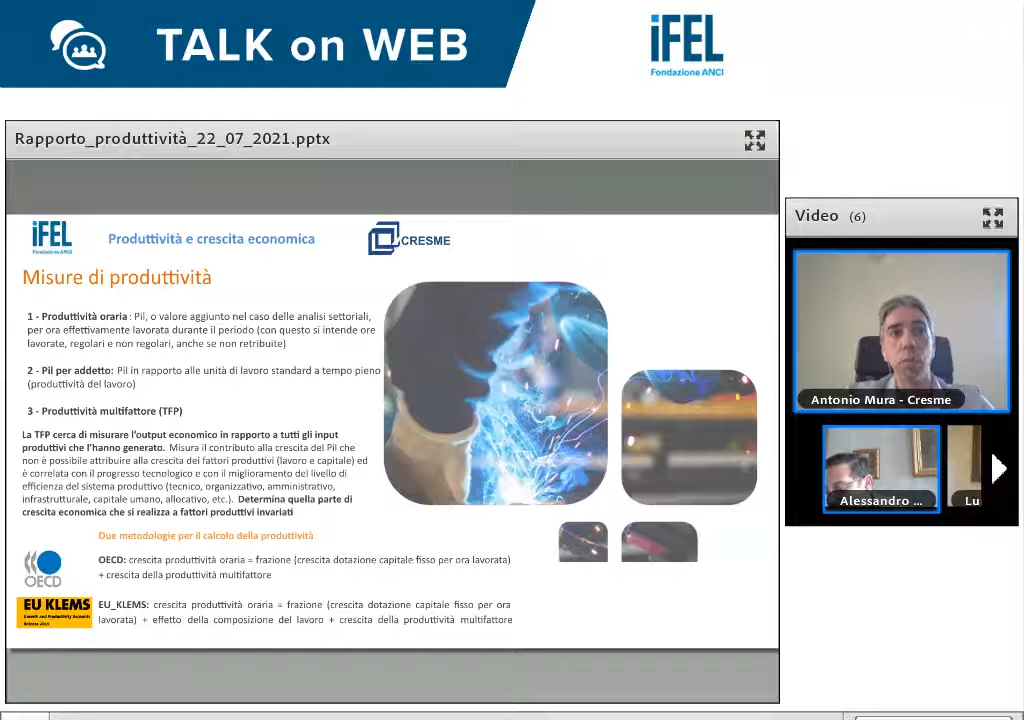 TALK on WEB
iFEL
Fondazione ANCI
Rapporto_produttività_22_07_2021.pptx
iFEL
Fondazione ANCI
Produttività e crescita economica
CRESME
Misure di produttività
1 - Produttività oraria : Pil, o valore aggiunto nel caso delle analisi settoriali,
per ora effettivamente lavorata durante il periodo (con questo si intende ore
lavorate, regolari e non regolari, anche se non retribuite)
2 - Pil per addetto: Pil in rapporto alle unità di lavoro standard a tempo pieno
(produttività del lavoro)
3 - Produttività multifattore (TFP)
La TFP cerca di misurare l'output economico in rapporto a tutti gli input
produttivi che l'hanno generato. Misura il contributo alla crescita del Pil che
non è possibile attribuire alla crescita dei fattori produttivi (lavoro e capitale) ed
è correlata con il progresso tecnologico e con il miglioramento del livello di
efficienza del sistema produttivo (tecnico, organizzativo, amministrativo,
infrastrutturale, capitale umano, allocativo, etc.). Determina quella parte di
crescita economica che si realizza a fattori produttivi invariati
Due metodologie per il calcolo della produttività
OECD
OECD: crescita produttività oraria = frazione (crescita dotazione capitale fisso per ora lavorata)
+ crescita della produttività multifattore
EU KLEMS
Growth and Productivity Accounts
Release 2019
EU_KLEMS: crescita produttività oraria = frazione (crescita dotazione capitale fisso per ora
lavorata) + effetto della composizione del lavoro + crescita della produttività multifattore
Video (6)
Antonio Mura - Cresme
Alessandro ...
Lu